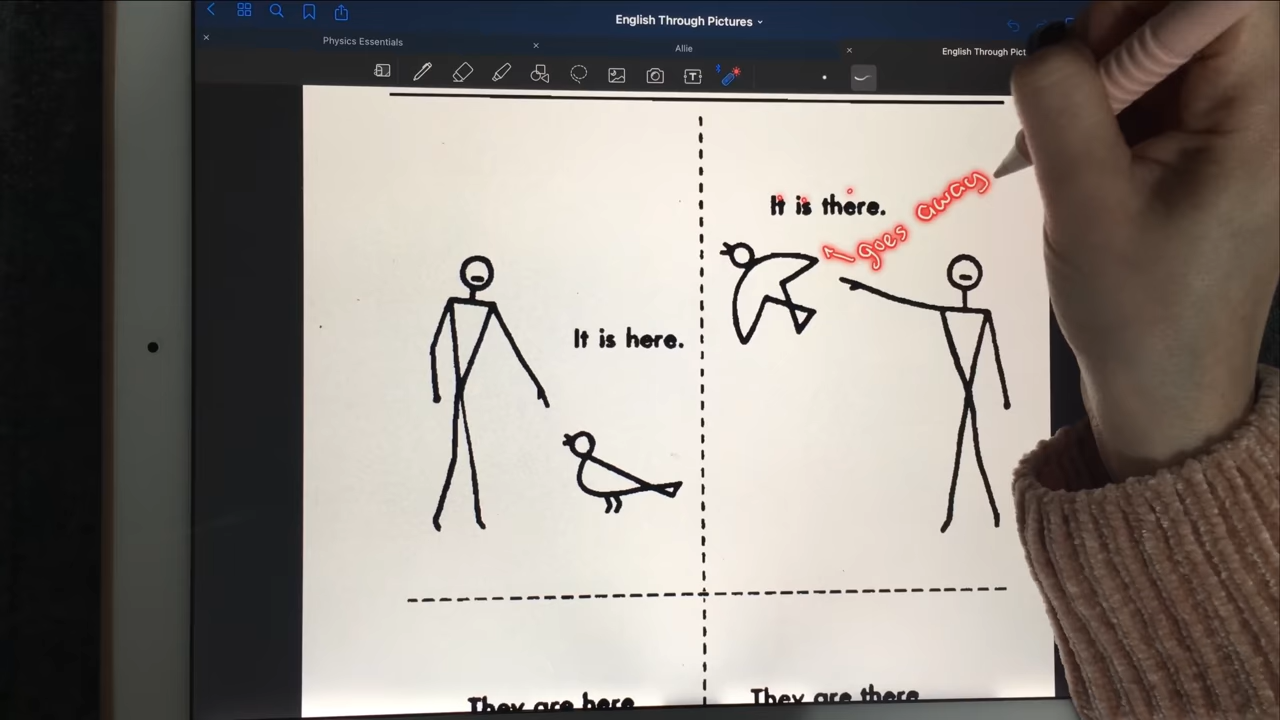 English Through Pictures
Physics Essentials
Allie
English Through Pict
It is there.
goes away
It is here.
They are here
They are there